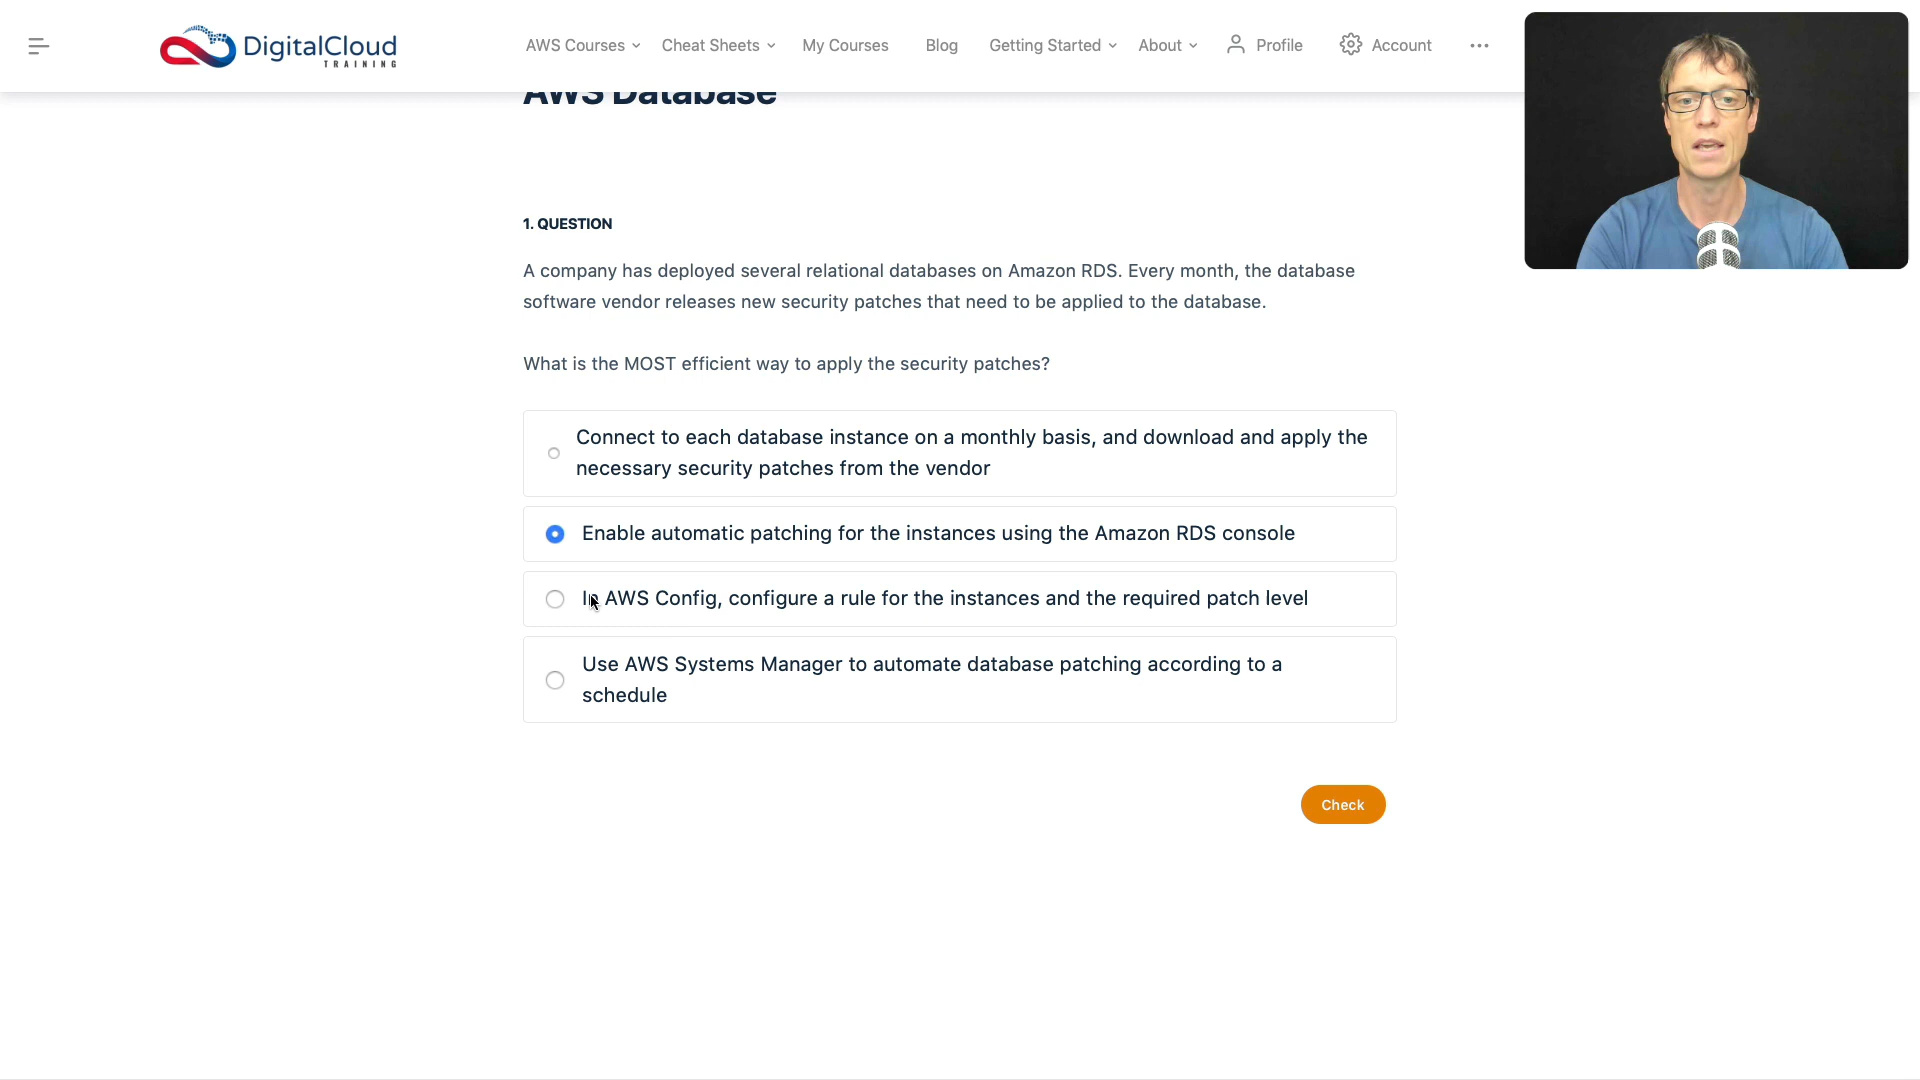 DigitalCloud
TRAINING
AWS Courses
Cheat Sheets
My Courses
Blog
Getting Started
About
Profile
Account
AWS Database
1. QUESTION
A company has deployed several relational databases on Amazon RDS. Every month, the database
software vendor releases new security patches that need to be applied to the database.
What is the MOST efficient way to apply the security patches?
Connect to each database instance on a monthly basis, and download and apply the
necessary security patches from the vendor
Enable automatic patching for the instances using the Amazon RDS console
In AWS Config, configure a rule for the instances and the required patch level
Use AWS Systems Manager to automate database patching according to a
schedule
Check